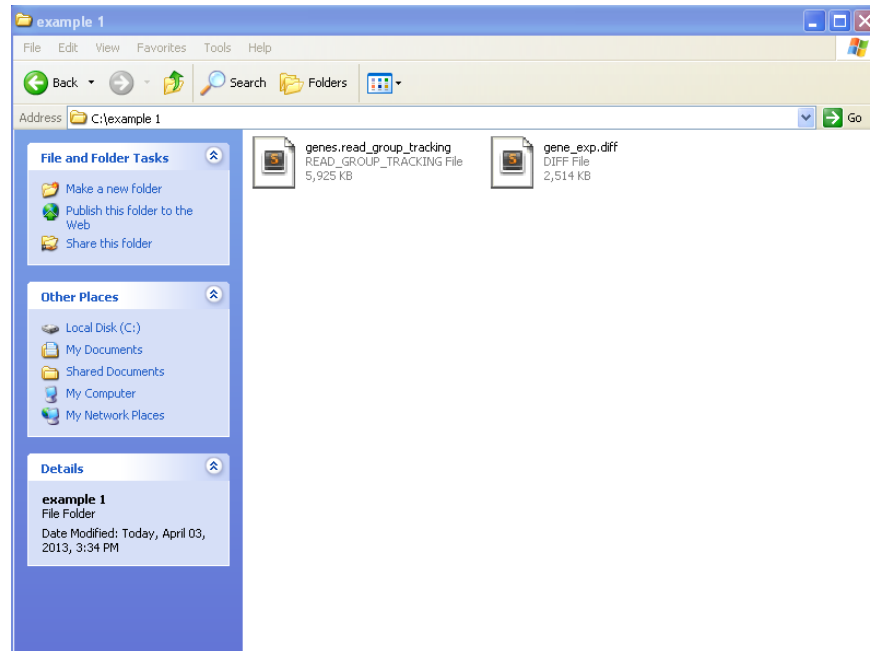 example 1
File Edit View Favorites Tools Help
Back Search Folders
Address C:\example 1 Go
File and Folder Tasks
Make a new folder
Publish this folder to the
Web
Share this folder
Other Places
Local Disk (C:)
My Documents
Shared Documents
My Computer
My Network Places
Details
example 1
File Folder
Date Modified: Today, April 03,
2013, 3:34 PM
genes.read_group_tracking
READ_GROUP_TRACKING File
5,925 KB
gene_exp.diff
DIFF File
2,514 KB